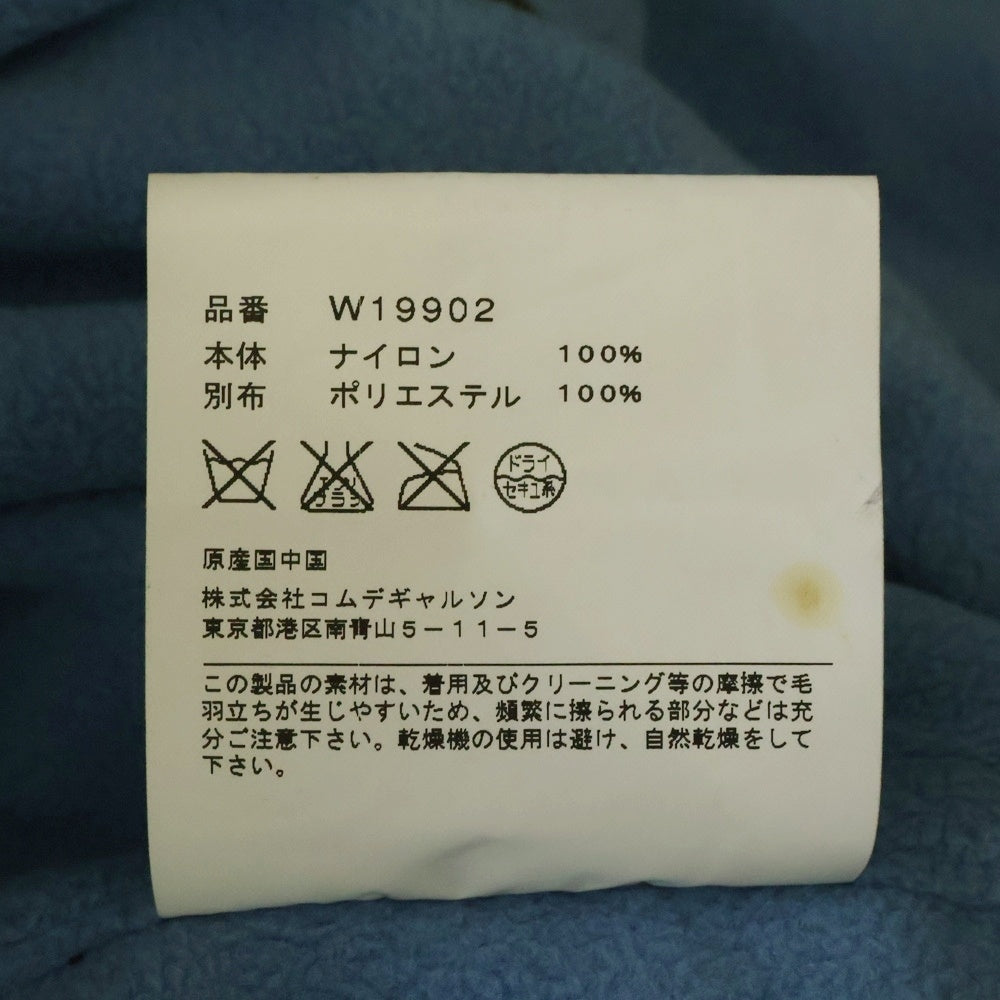 品番 W19902
本体 ナイロン 100%
別布 ポリエステル 100%
エンソ
サラシ
ドライ
セキユ系
原産国中国
株式会社コムデギャルソン
東京都港区南青山5-11-5
この製品の素材は、着用及びクリーニング等の摩擦で毛
羽立ちが生じやすいため、頻繁に擦られる部分などは充
分ご注意下さい。乾燥機の使用は避け、自然乾燥をして
下さい。